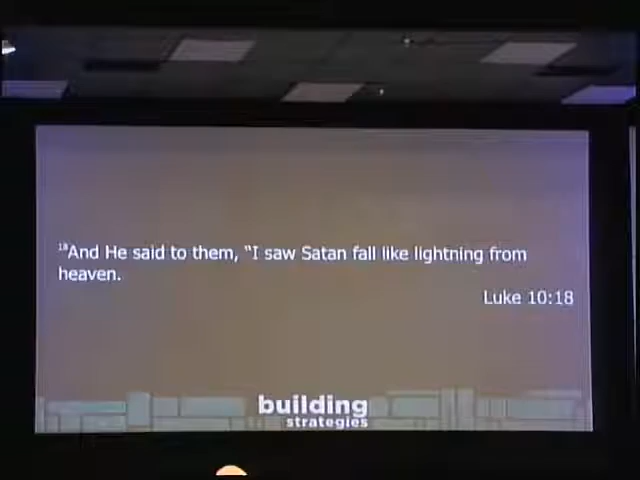 ¹⁸And He said to them, “I saw Satan fall like lightning from
heaven.
Luke 10:18
building
strategies